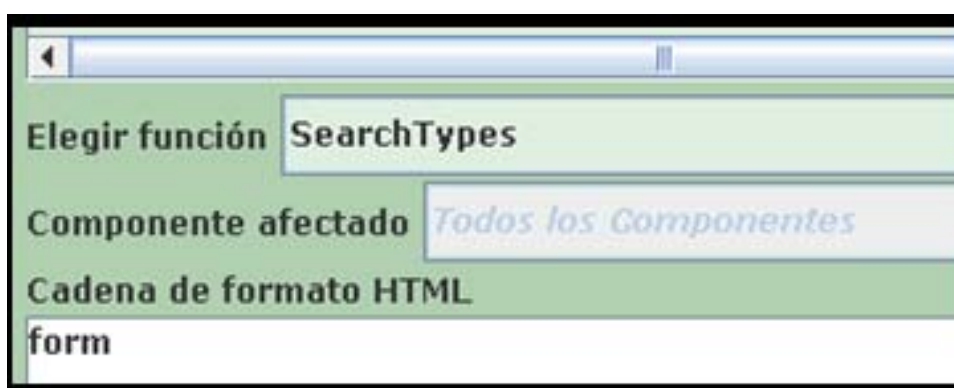 Elegir función SearchTypes
Componente afectado Todos los Componentes
Cadena de formato HTML
form